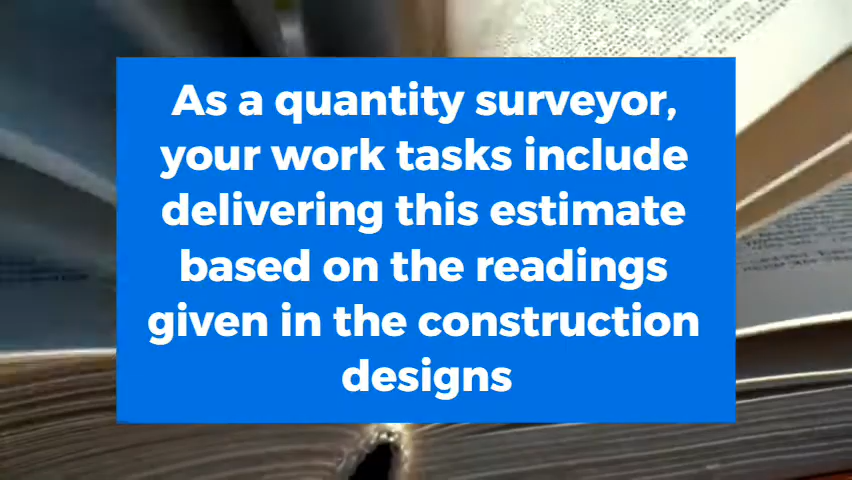 As a quantity surveyor,
your work tasks include
delivering this estimate
based on the readings
given in the construction
designs